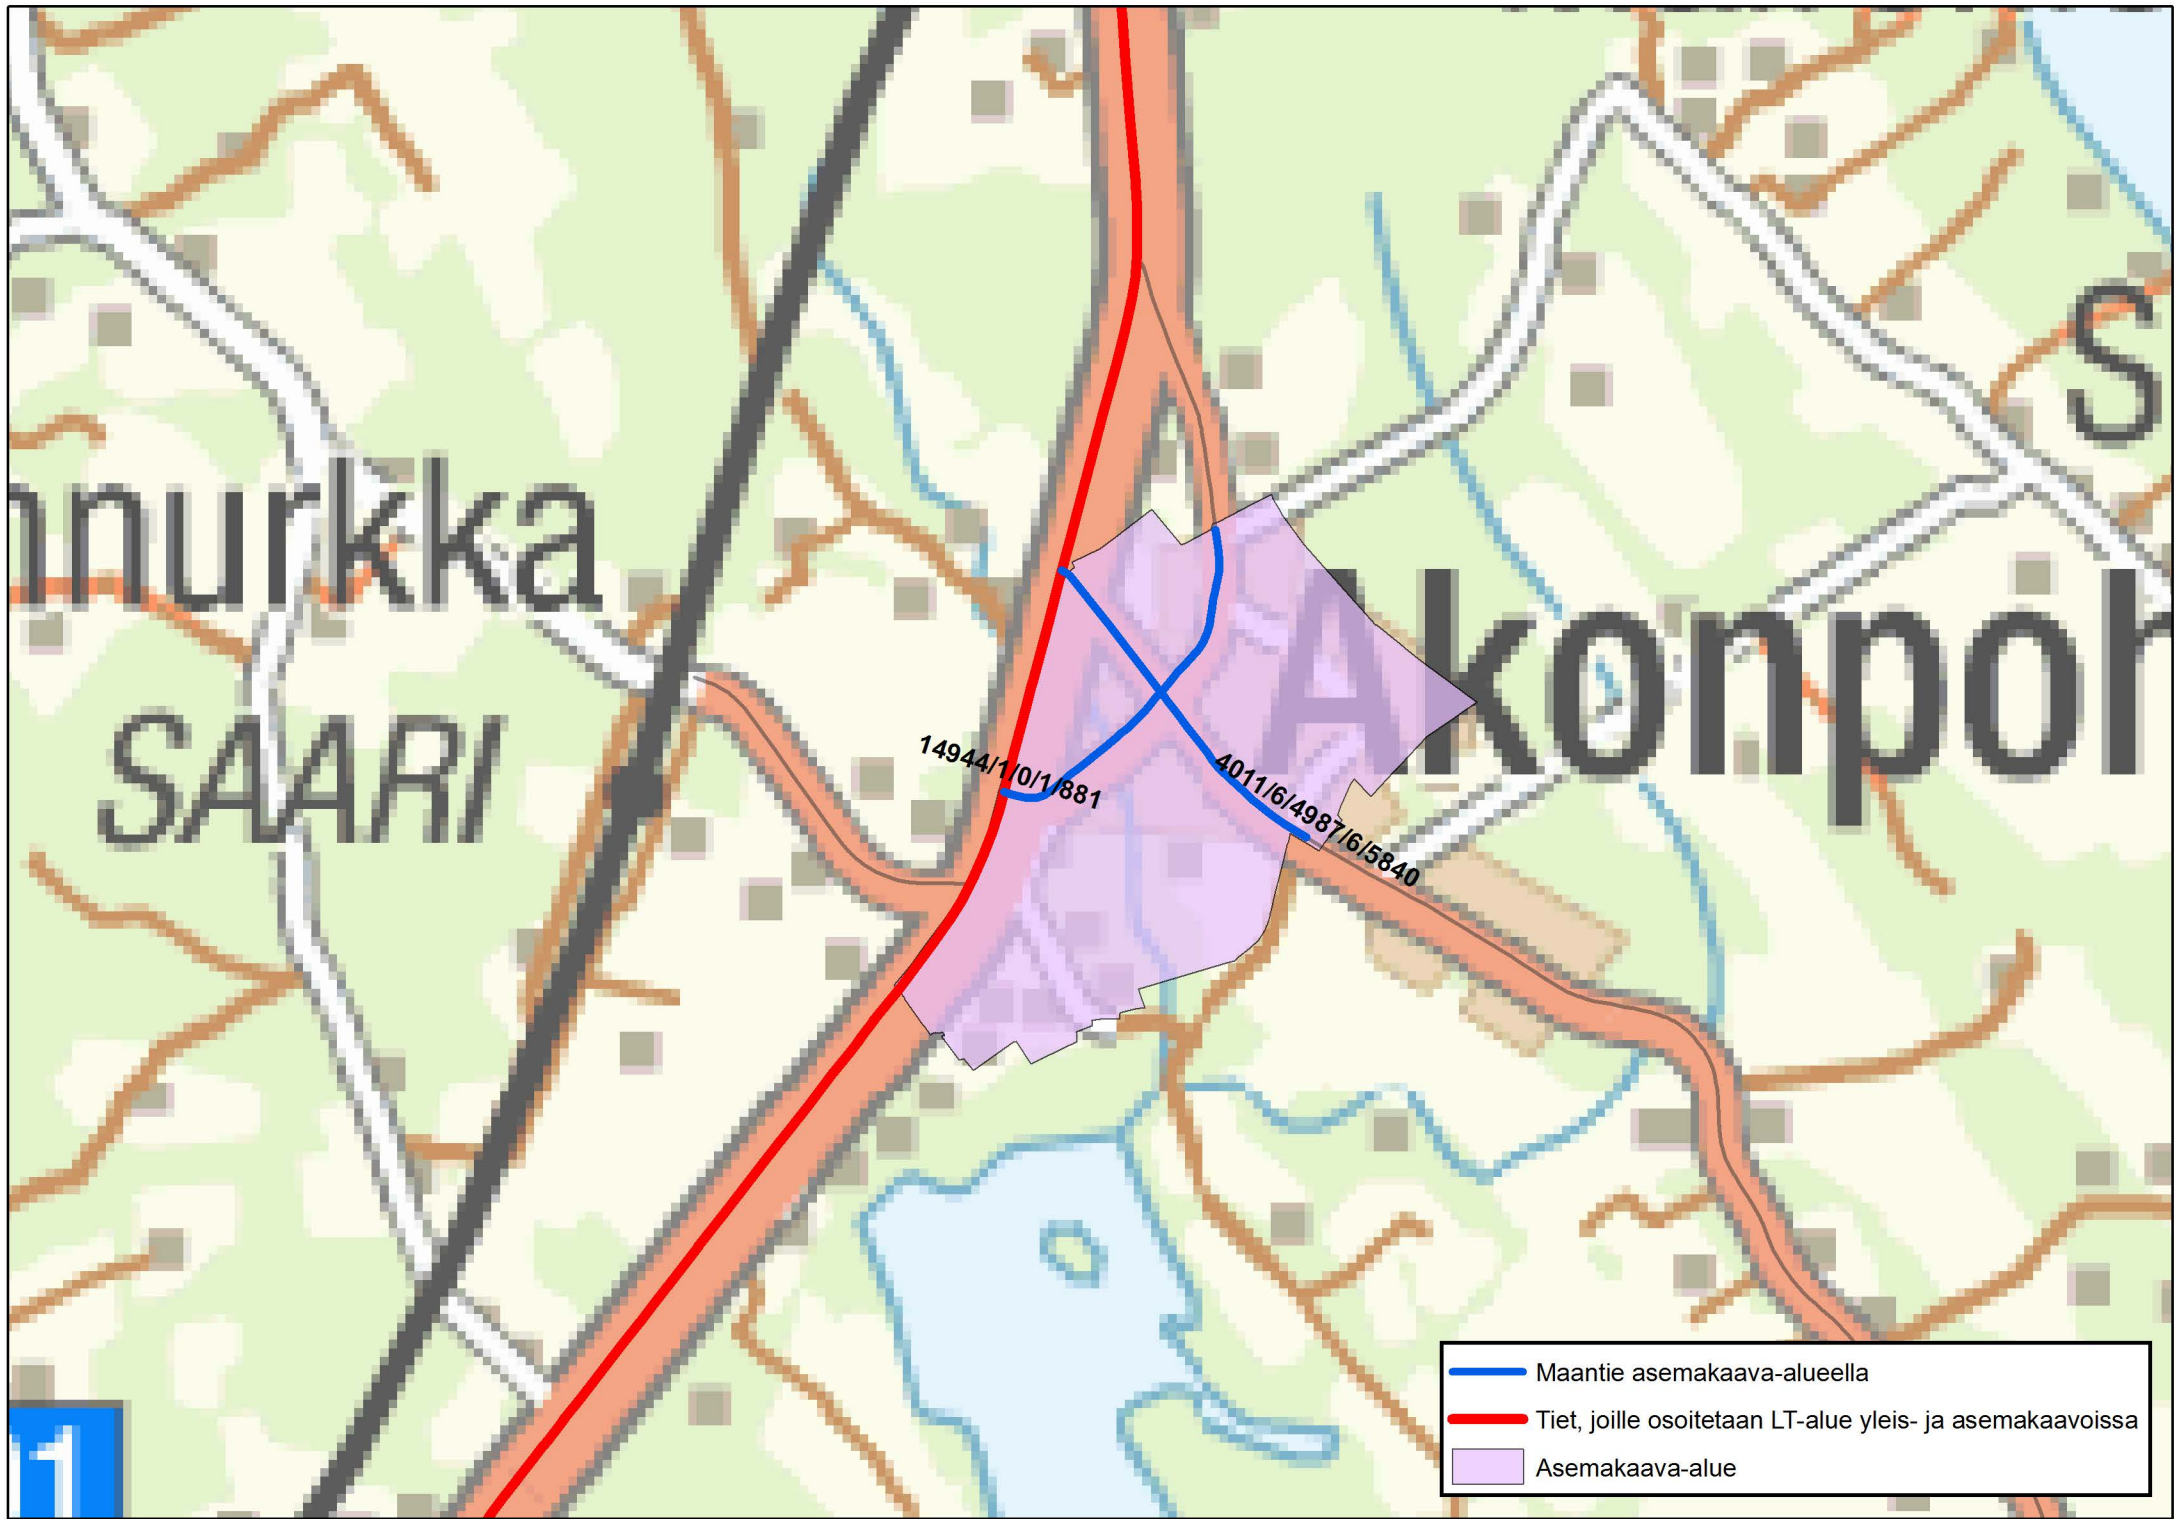 nnurkka
SAARI
Akonpoh
S
14944/1/0/1/881
4011/6/4987/6/5840
1
Maantie asemakaava-alueella
Tiet, joille osoitetaan LT-alue yleis- ja asemakaavoissa
Asemakaava-alue